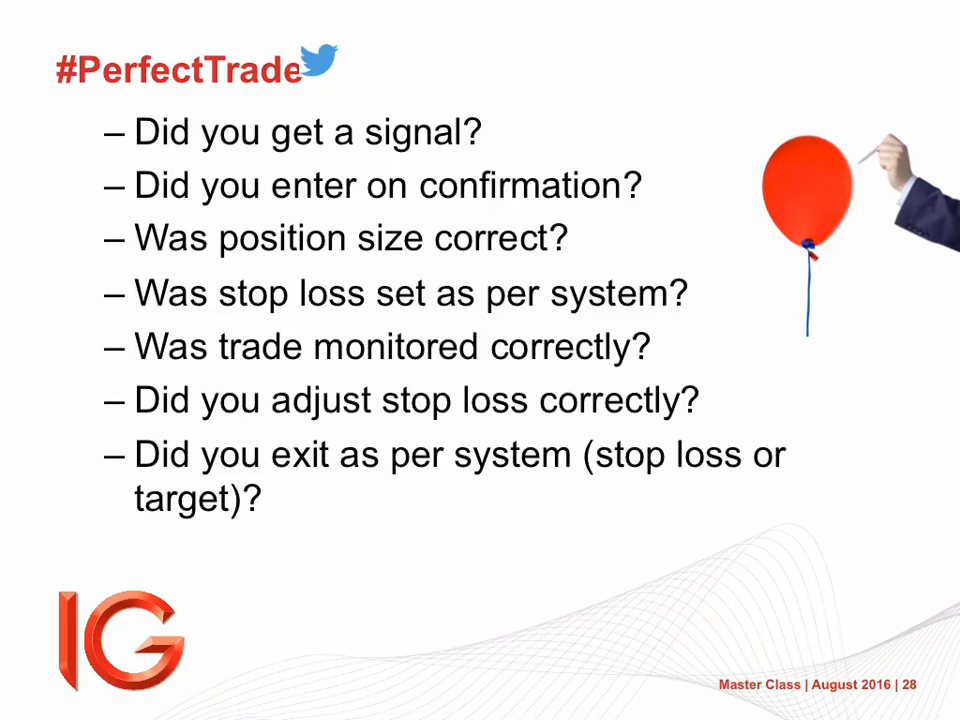 #PerfectTrade
– Did you get a signal?
– Did you enter on confirmation?
– Was position size correct?
– Was stop loss set as per system?
– Was trade monitored correctly?
– Did you adjust stop loss correctly?
– Did you exit as per system (stop loss or
target)?
IG
Master Class | August 2016 | 28